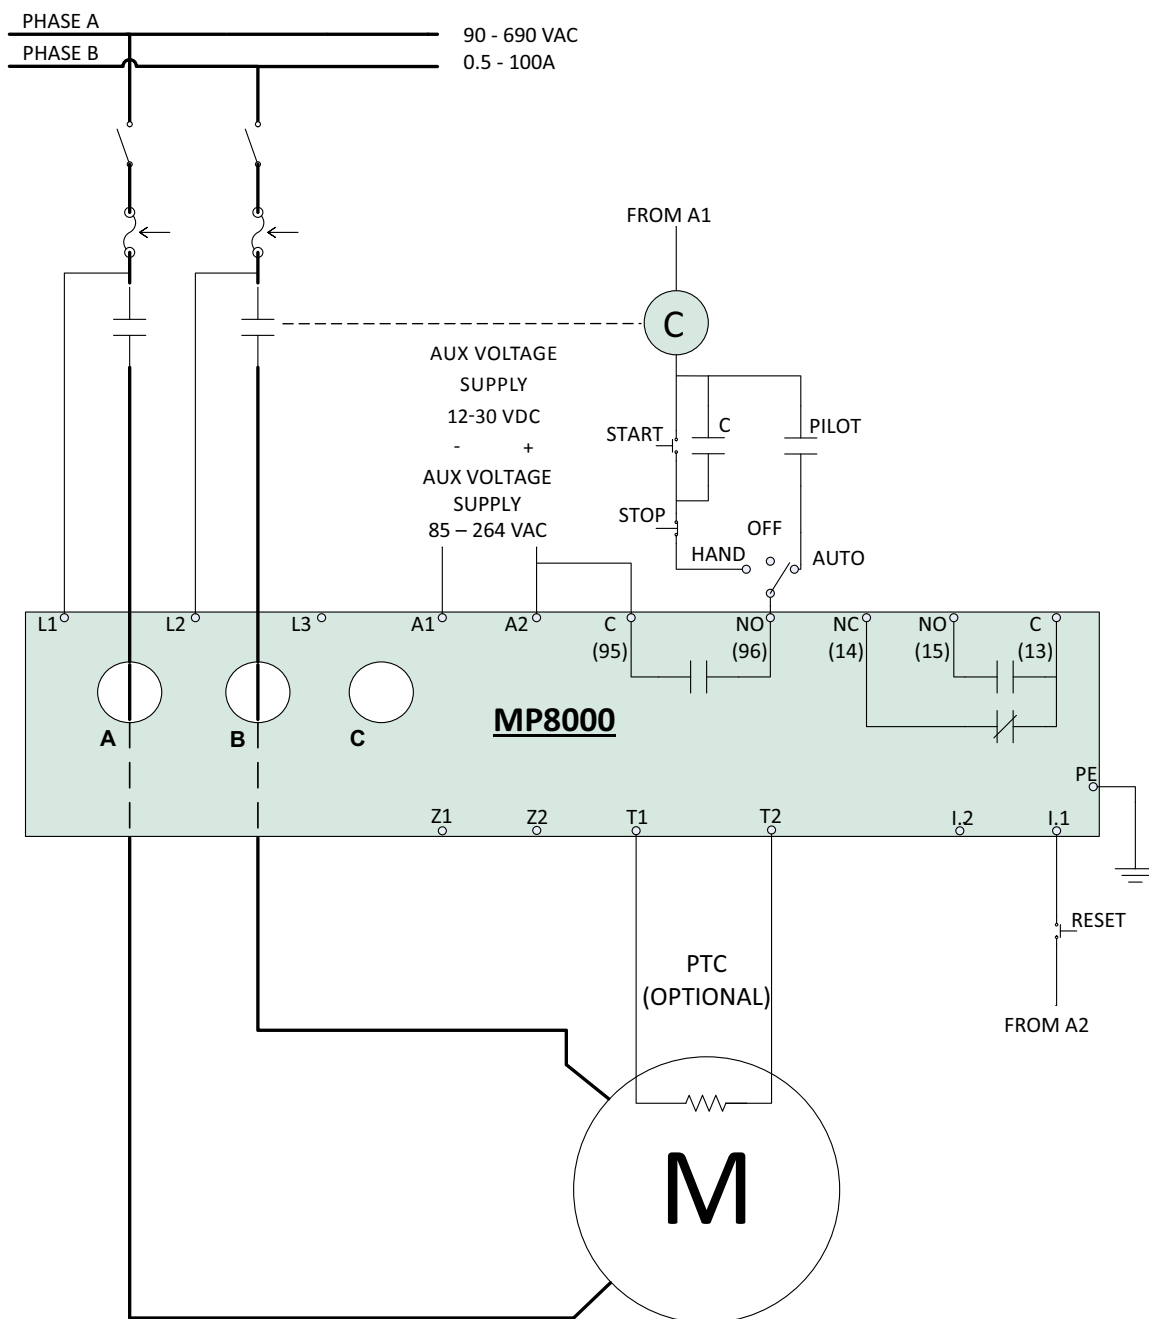 PHASE A
90 - 690 VAC
PHASE B
0.5 - 100A
FROM A1
C
AUX VOLTAGE
SUPPLY
12-30 VDC
- +
AUX VOLTAGE
SUPPLY
85 – 264 VAC
START
C
PILOT
STOP
OFF
HAND
AUTO
L1
L2
L3
A1
A2
C
(95)
NO
(96)
NC
(14)
NO
(15)
C
(13)
A
B
C
MP8000
PE
Z1
Z2
T1
T2
I.2
I.1
RESET
PTC
(OPTIONAL)
FROM A2
M